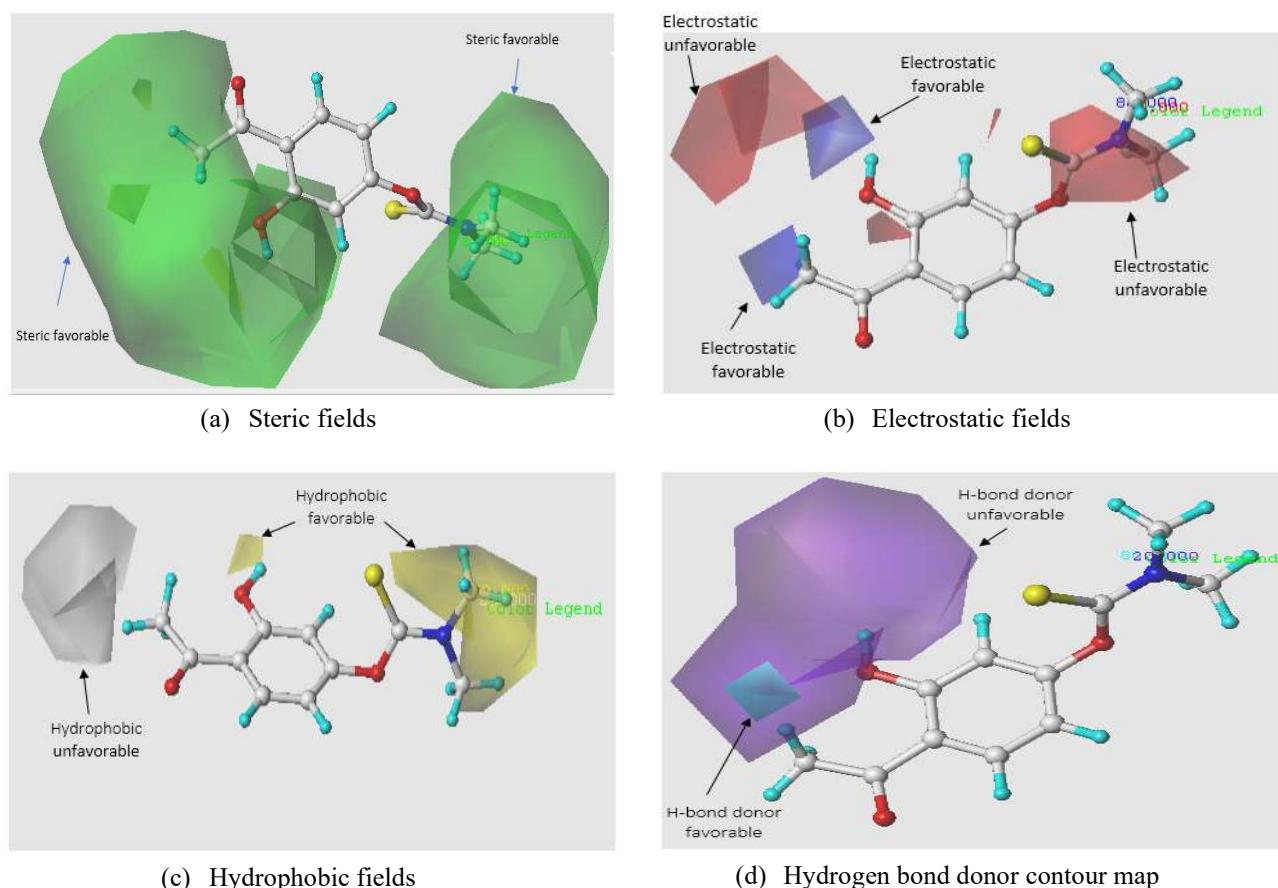 Steric favorable
Steric favorable
Legend
(a) Steric fields
Electrostatic
unfavorable
Electrostatic
favorable
Color Legend
Electrostatic
unfavorable
Electrostatic
favorable
(b) Electrostatic fields
Hydrophobic
favorable
Color Legend
Hydrophobic
unfavorable
(c) Hydrophobic fields
H-bond donor
unfavorable
Legend
H-bond donor
favorable
(d) Hydrogen bond donor contour map